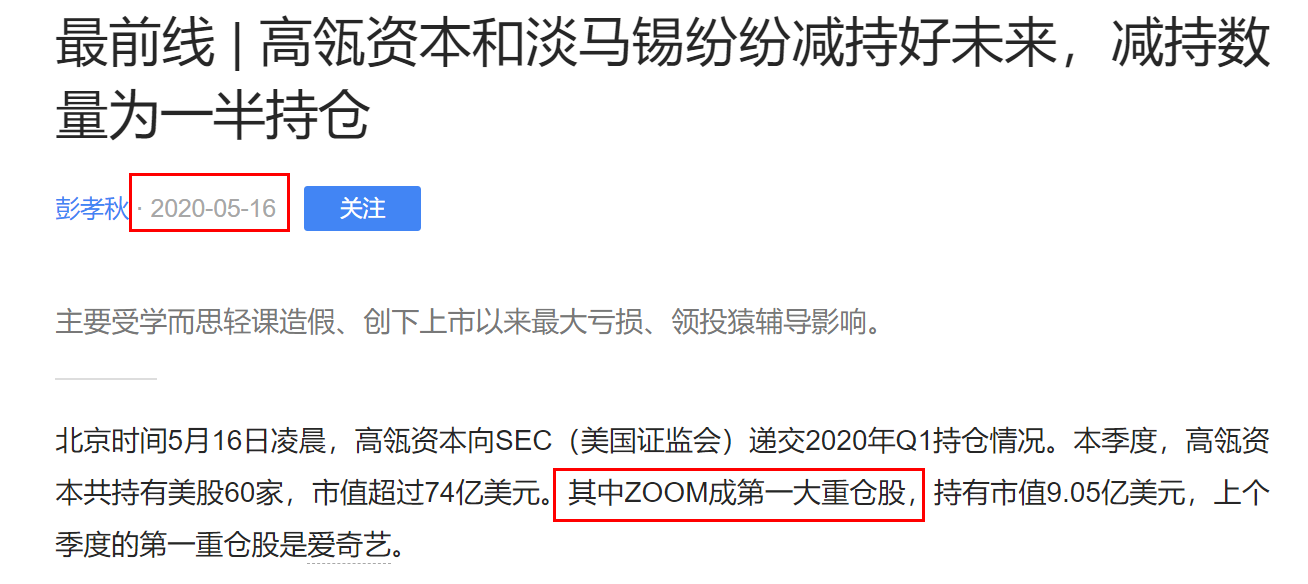 最前线 | 高瓴资本和淡马锡纷纷减持好未来，减持数
量为一半持仓
彭孝秋 · 2020-05-16 关注
主要受学而思轻课造假、创下上市以来最大亏损、领投猿辅导影响。
北京时间5月16日凌晨，高瓴资本向SEC（美国证监会）递交2020年Q1持仓情况。本季度，高瓴资
本共持有美股60家，市值超过74亿美元。其中ZOOM成第一大重仓股，持有市值9.05亿美元，上个
季度的第一重仓股是爱奇艺。